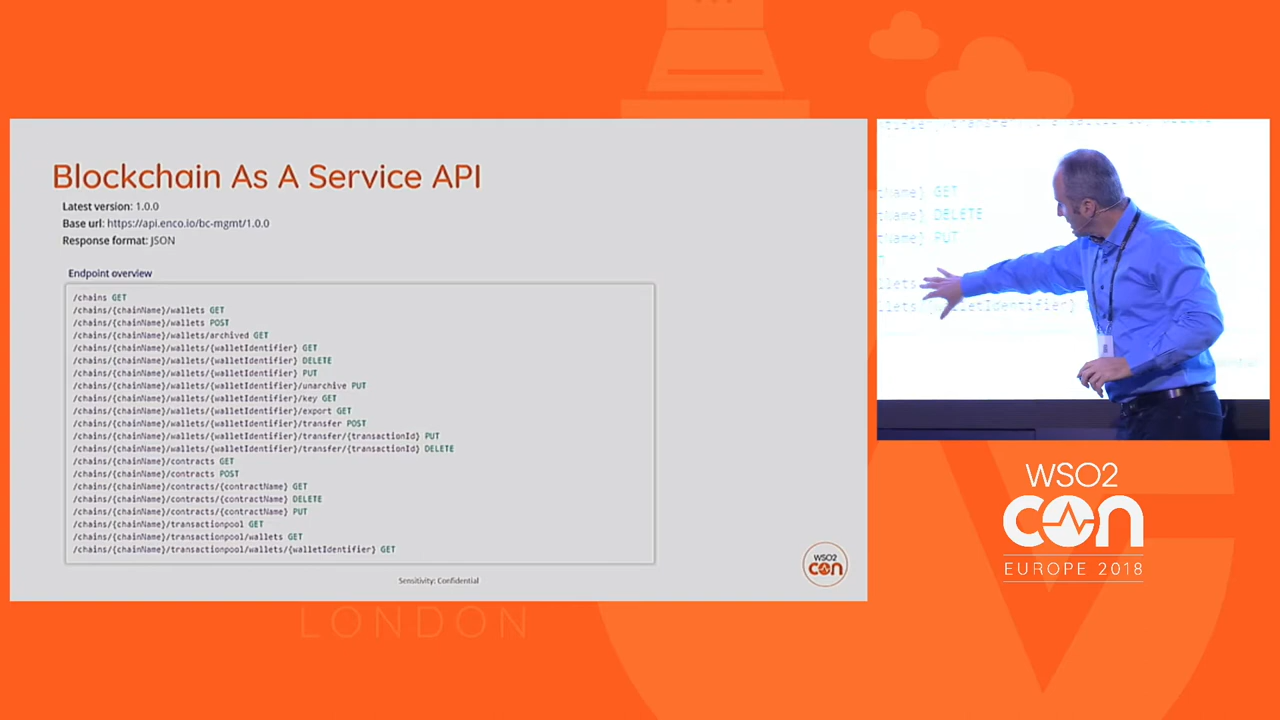 Blockchain As A Service API
Latest version: 1.0.0
Base url: https://api.enco.io/bc-mgmt/1.0.0
Response format: JSON
Endpoint overview
/chains GET
/chains/{chainName}/wallets GET
/chains/{chainName}/wallets POST
/chains/{chainName}/wallets/archived GET
/chains/{chainName}/wallets/{walletIdentifier} GET
/chains/{chainName}/wallets/{walletIdentifier} DELETE
/chains/{chainName}/wallets/{walletIdentifier} PUT
/chains/{chainName}/wallets/{walletIdentifier}/unarchive PUT
/chains/{chainName}/wallets/{walletIdentifier}/key GET
/chains/{chainName}/wallets/{walletIdentifier}/export GET
/chains/{chainName}/wallets/{walletIdentifier}/transfer POST
/chains/{chainName}/wallets/{walletIdentifier}/transfer/{transactionId} PUT
/chains/{chainName}/wallets/{walletIdentifier}/transfer/{transactionId} DELETE
/chains/{chainName}/contracts GET
/chains/{chainName}/contracts POST
/chains/{chainName}/contracts/{contractName} GET
/chains/{chainName}/contracts/{contractName} DELETE
/chains/{chainName}/contracts/{contractName} PUT
/chains/{chainName}/transactionpool GET
/chains/{chainName}/transactionpool/wallets GET
/chains/{chainName}/transactionpool/wallets/{walletIdentifier} GET
Sensitivity: Confidential
WSO2
con
tName} GET
tName} DELETE
tName} PUT
WSO2
con
EUROPE 2018
LONDON